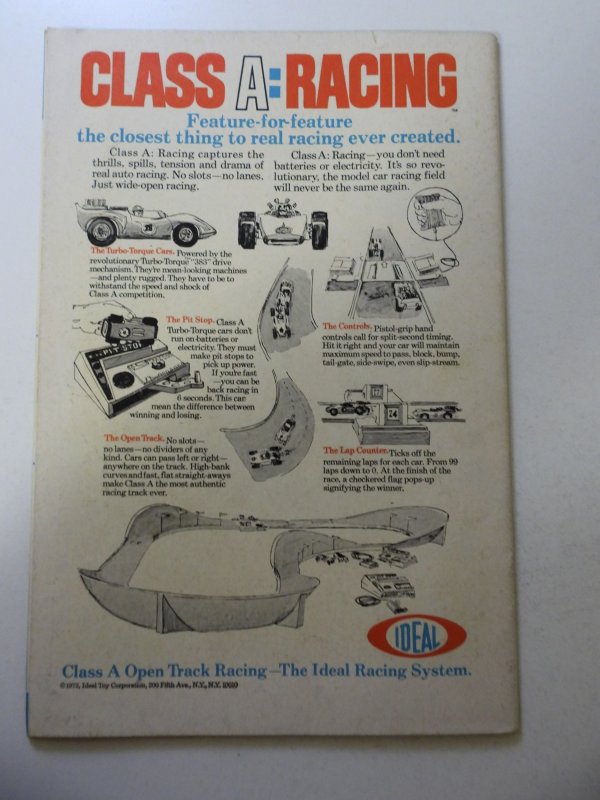 CLASS A: RACING
TM
Feature-for-feature
the closest thing to real racing ever created.
Class A: Racing captures the
thrills, spills, tension and drama of
real auto racing. No slots—no lanes.
Just wide-open racing.
Class A: Racing—you don't need
batteries or electricity. It's so revo-
lutionary, the model car racing field
will never be the same again.
The Turbo-Torque Cars. Powered by the
revolutionary Turbo-Torque "383" drive
mechanism. They're mean-looking machines
—and plenty rugged. They have to be to
withstand the speed and shock of
Class A competition.
The Pit Stop. Class A
Turbo-Torque cars don't
run on batteries or
electricity. They must
make pit stops to
pick up power.
If you're fast
—you can be
back racing in
6 seconds. This can
mean the difference between
winning and losing.
PIT STOP
The Controls. Pistol-grip hand
controls call for split-second timing.
Hit it right and your car will maintain
maximum speed to pass, block, bump,
tail-gate, side-swipe, even slip-stream.
The Open Track. No slots—
no lanes—no dividers of any
kind. Cars can pass left or right—
anywhere on the track. High-bank
curves and fast, flat straight-aways
make Class A the most authentic
racing track ever.
24
The Lap Counter. Ticks off the
remaining laps for each car. From 99
laps down to 0. At the finish of the
race, a checkered flag pops-up
signifying the winner.
IDEAL
Class A Open Track Racing—The Ideal Racing System.
© 1972, Ideal Toy Corporation, 200 Fifth Ave., N.Y., N.Y. 10010